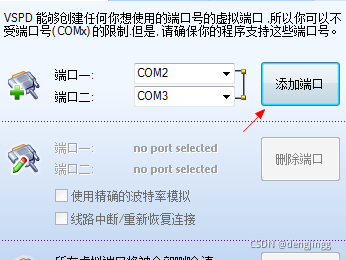 VSPD 能够创建任何你想使用的端口号的虚拟端口 .所以你可以不
受端口号(COMx)的限制.但是. 请确保你的程序支持这些端口号。
端口一: COM2
添加端口
端口二: COM3
端口一: no port selected
删除端口
端口二: no port selected
使用精确的波特率模拟
线路中断/重新恢复连接
CSDN @dengjingg